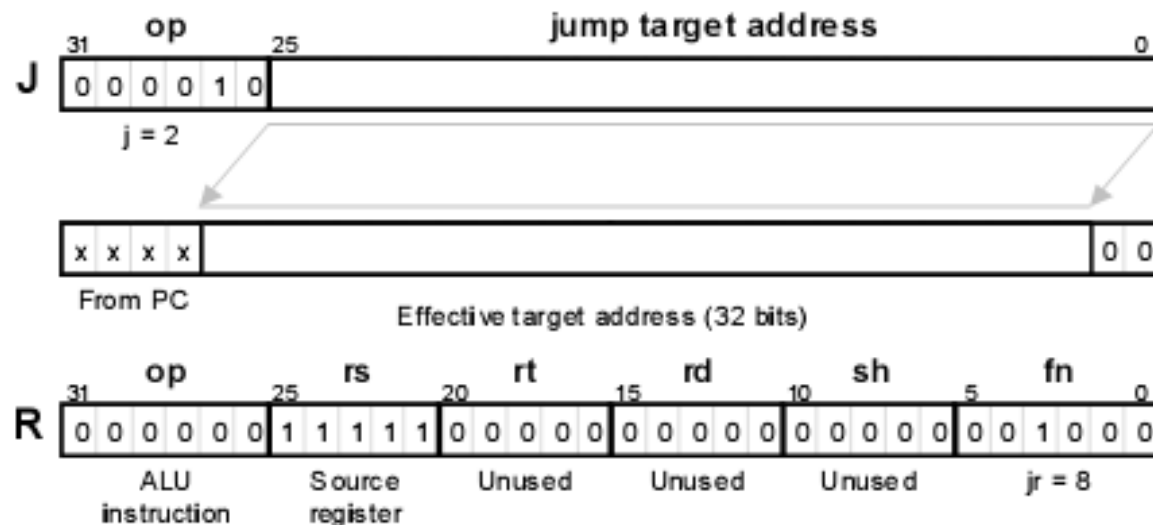 op jump target address
31 25 0
J 0 0 0 0 1 0
j = 2
x x x x 0 0
From PC
Effective target address (32 bits)
op rs rt rd sh fn
31 25 20 15 10 5 0
R 0 0 0 0 0 0 1 1 1 1 1 0 0 0 0 0 0 0 0 0 0 0 0 0 0 0 0 0 1 0 0 0
ALU Source Unused Unused Unused jr = 8
instruction register